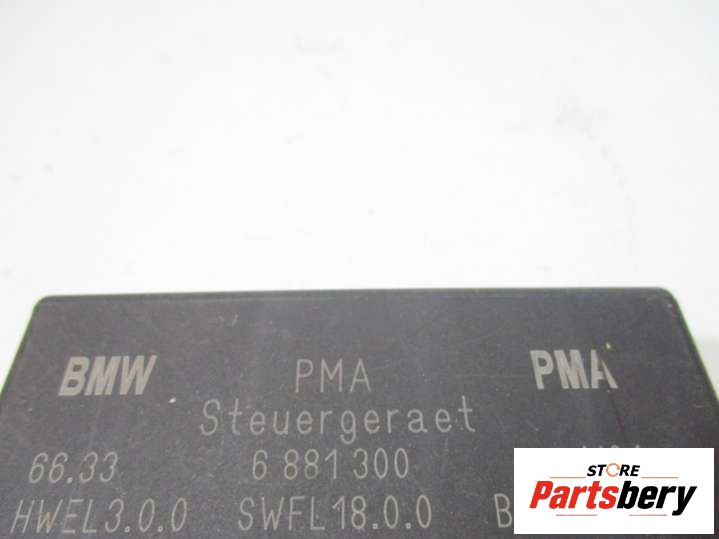 BMW PMA PMA
Steuergeraet
66.33 6 881 300
HWEL3.0.0 SWFL18.0.0 B
STORE
Partsbery